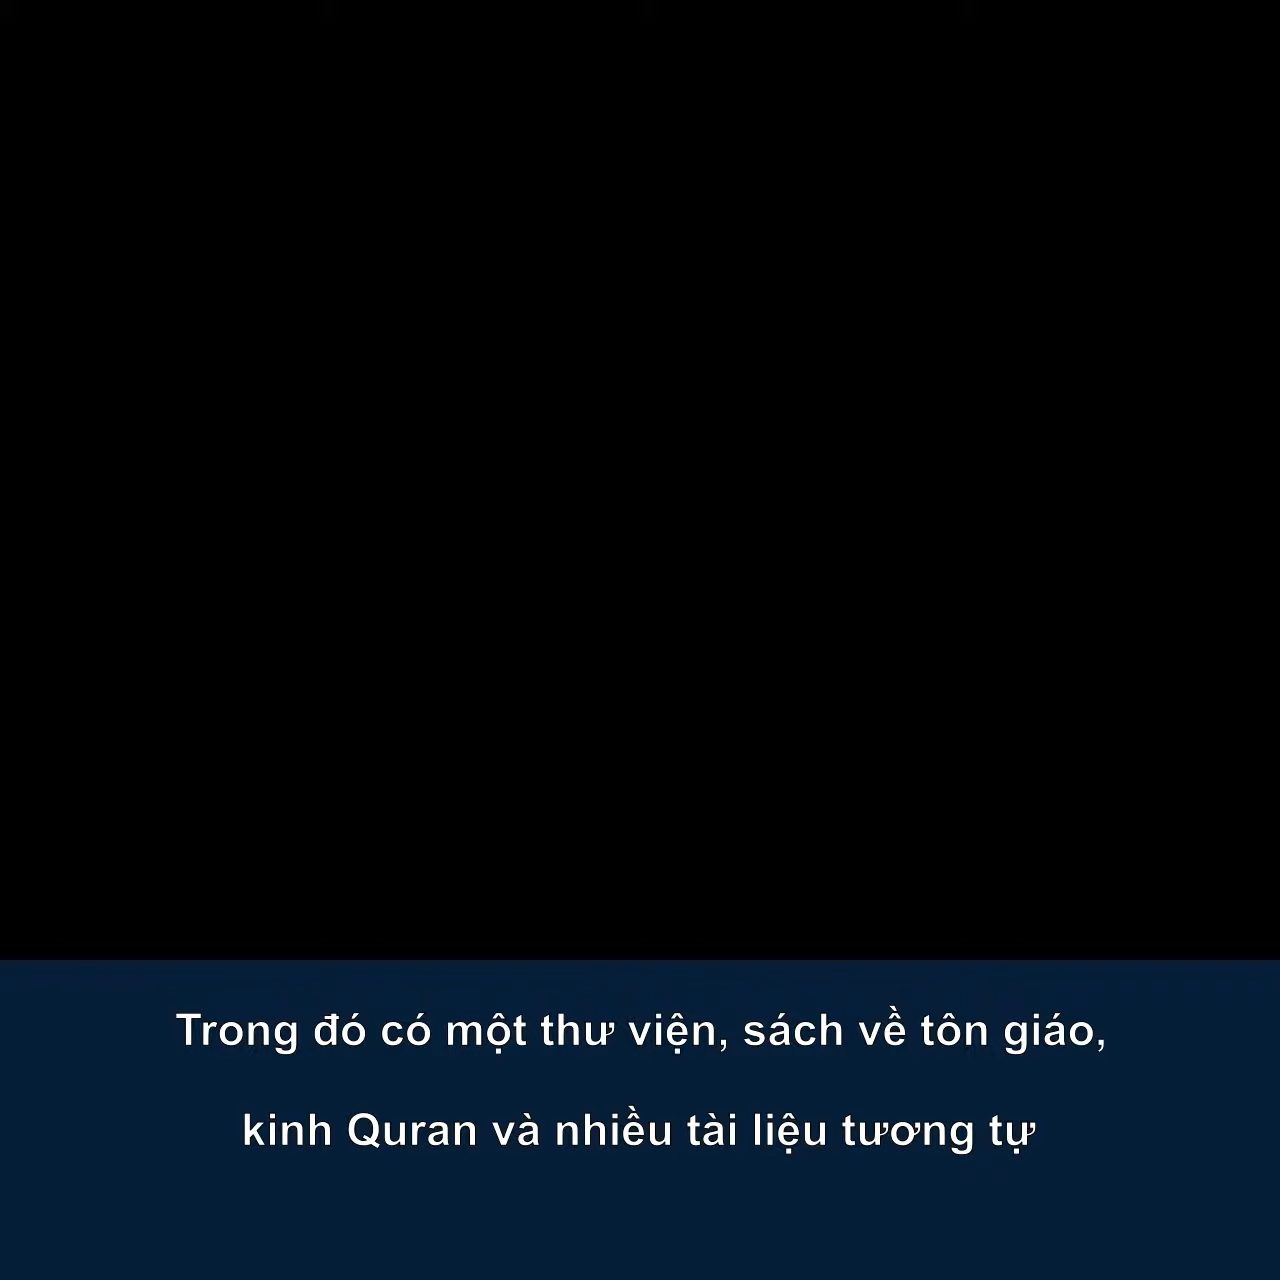 Trong đó có một thư viện, sách về tôn giáo,
kinh Quran và nhiều tài liệu tương tự